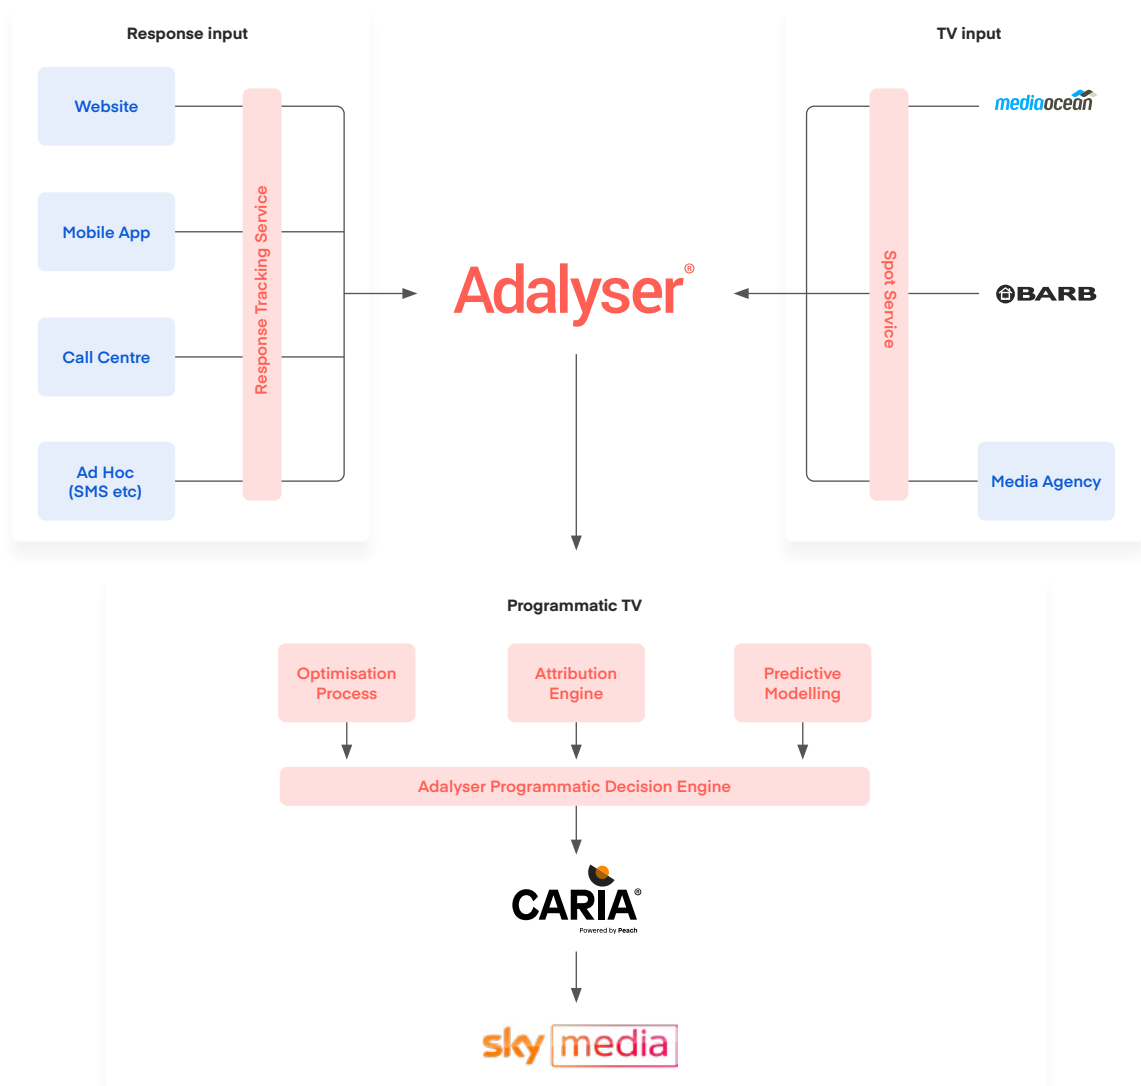 Response input
Website
Mobile App
Call Centre
Ad Hoc
(SMS etc)
Response Tracking Service
Adalyser®
TV input
Spot Service
mediaocean
BARB
Media Agency
Programmatic TV
Optimisation
Process
Attribution
Engine
Predictive
Modelling
Adalyser Programmatic Decision Engine
CARIA®
Powered by Peach
sky media